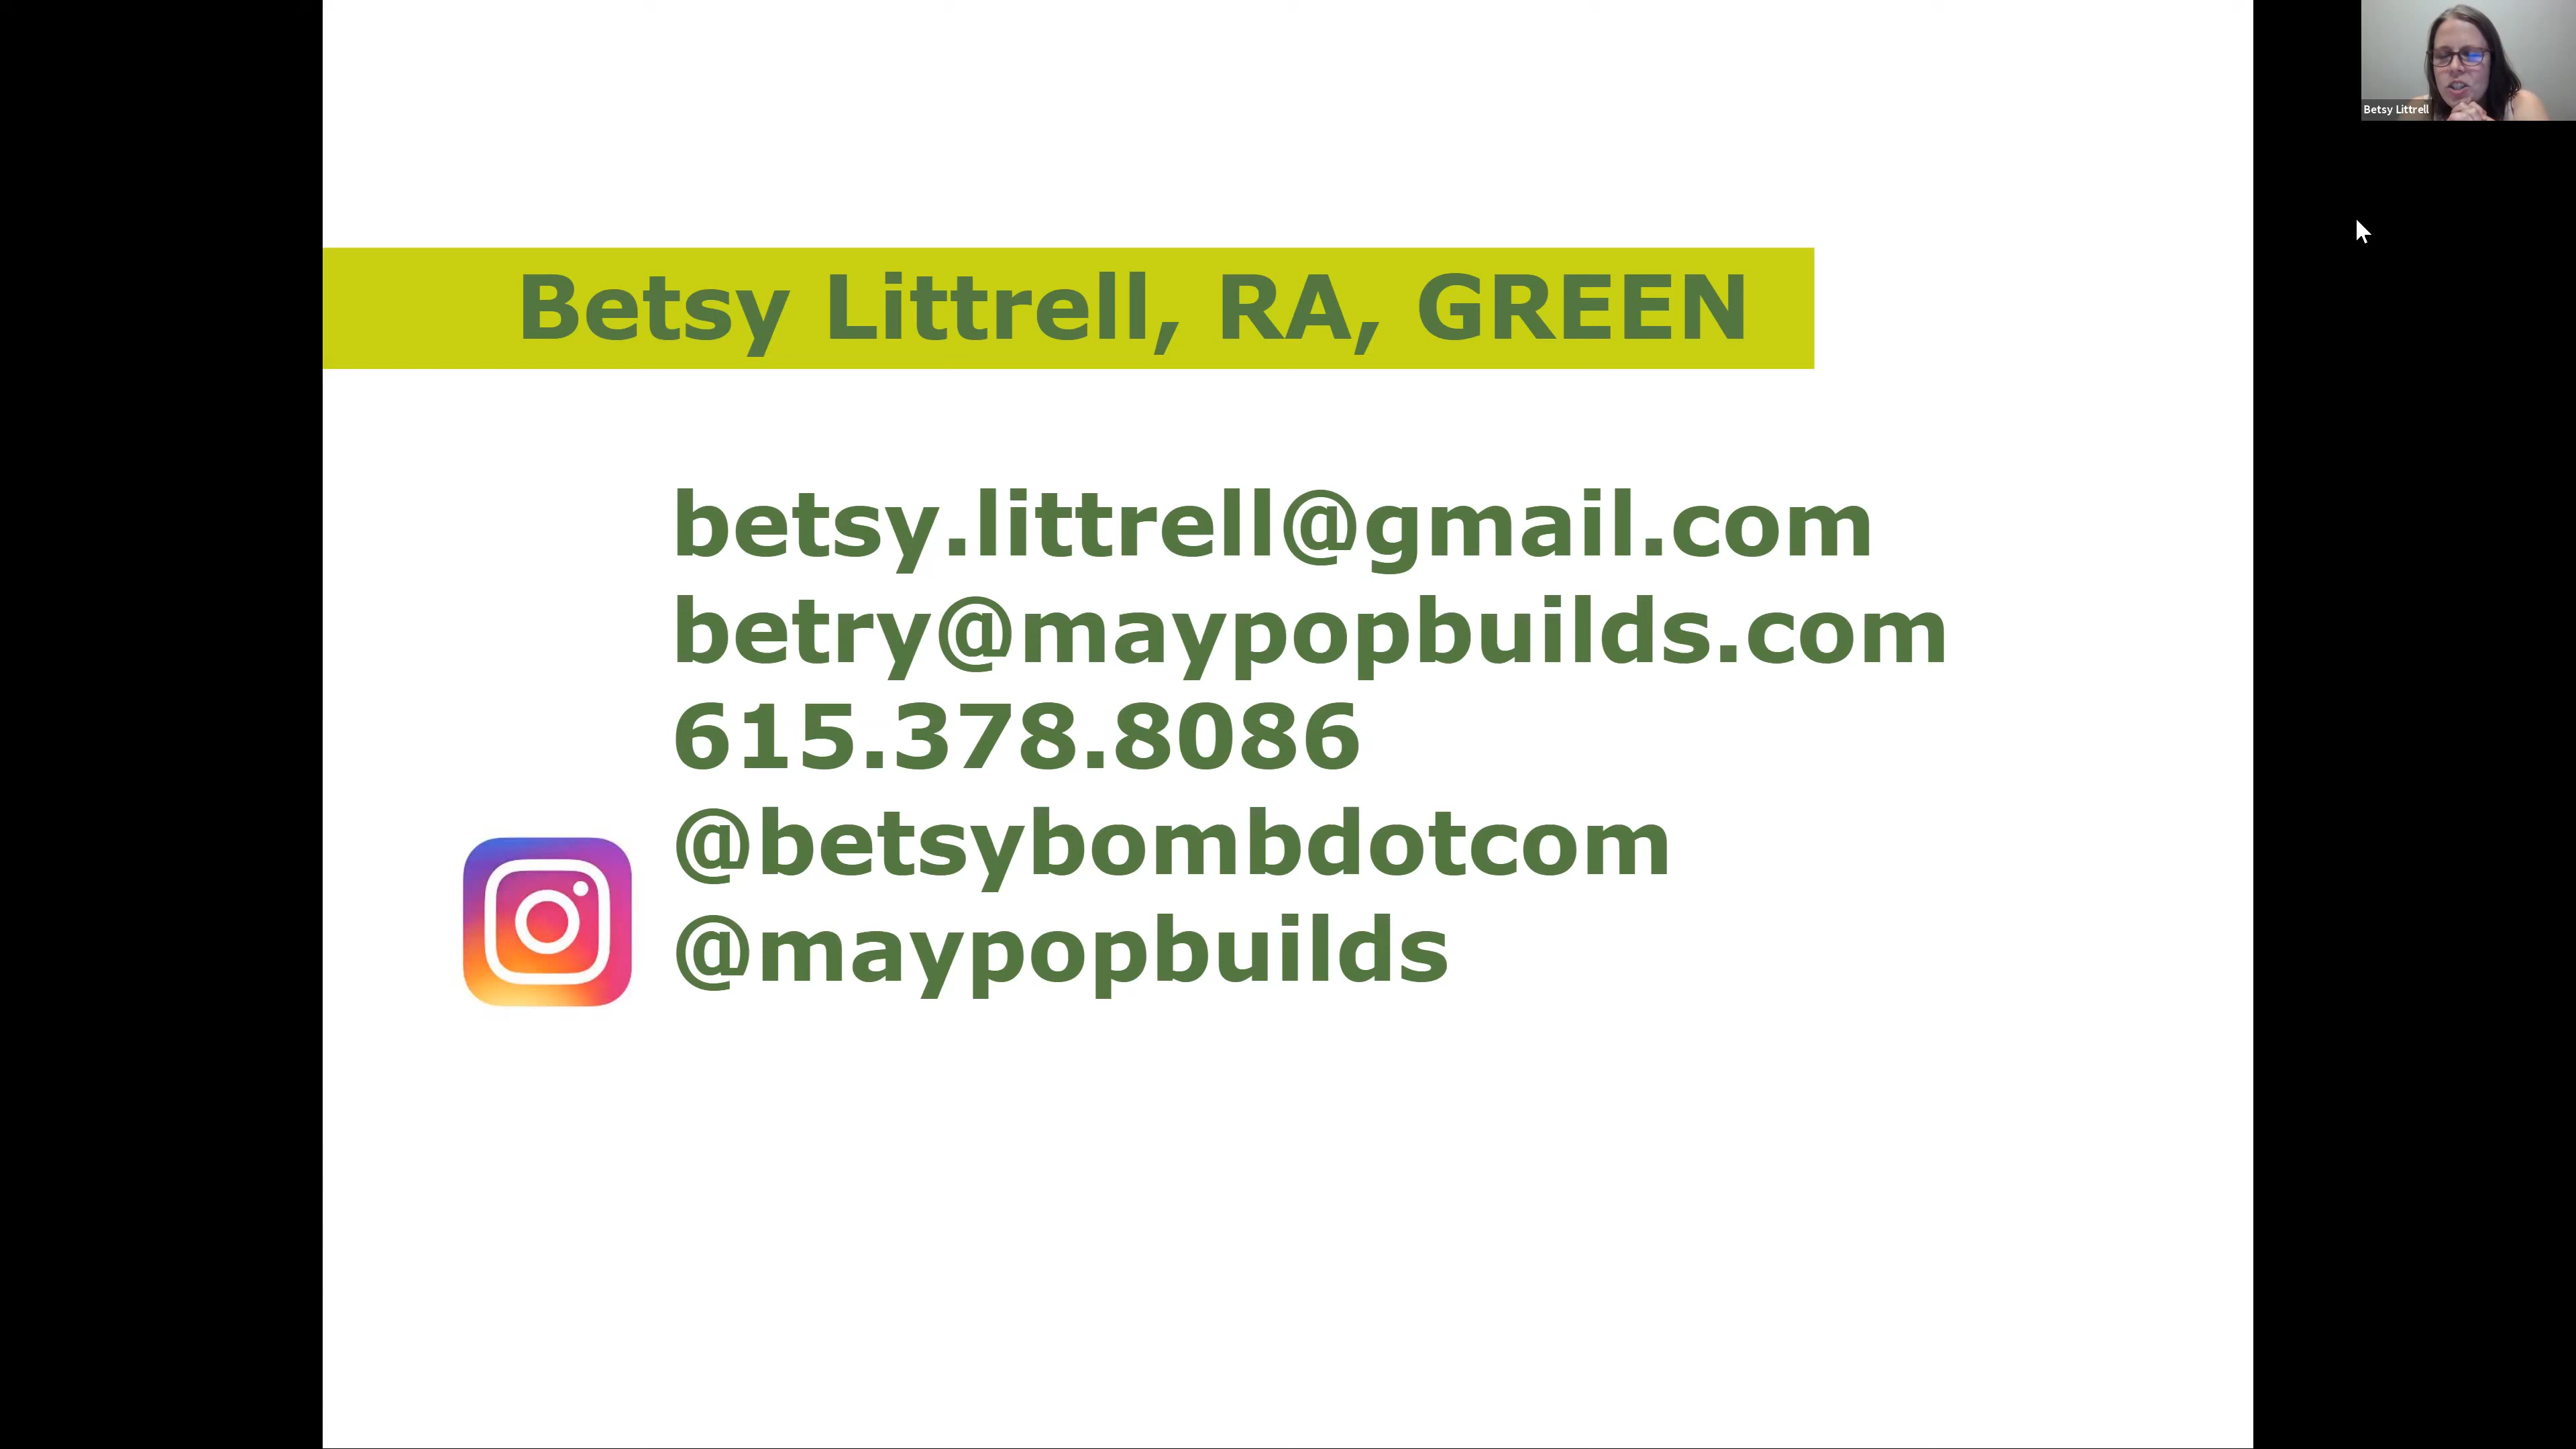 Betsy Littrell
Betsy Littrell, RA, GREEN
betsy.littrell@gmail.com
betry@maypopbuilds.com
615.378.8086
@betsybombdotcom
@maypopbuilds